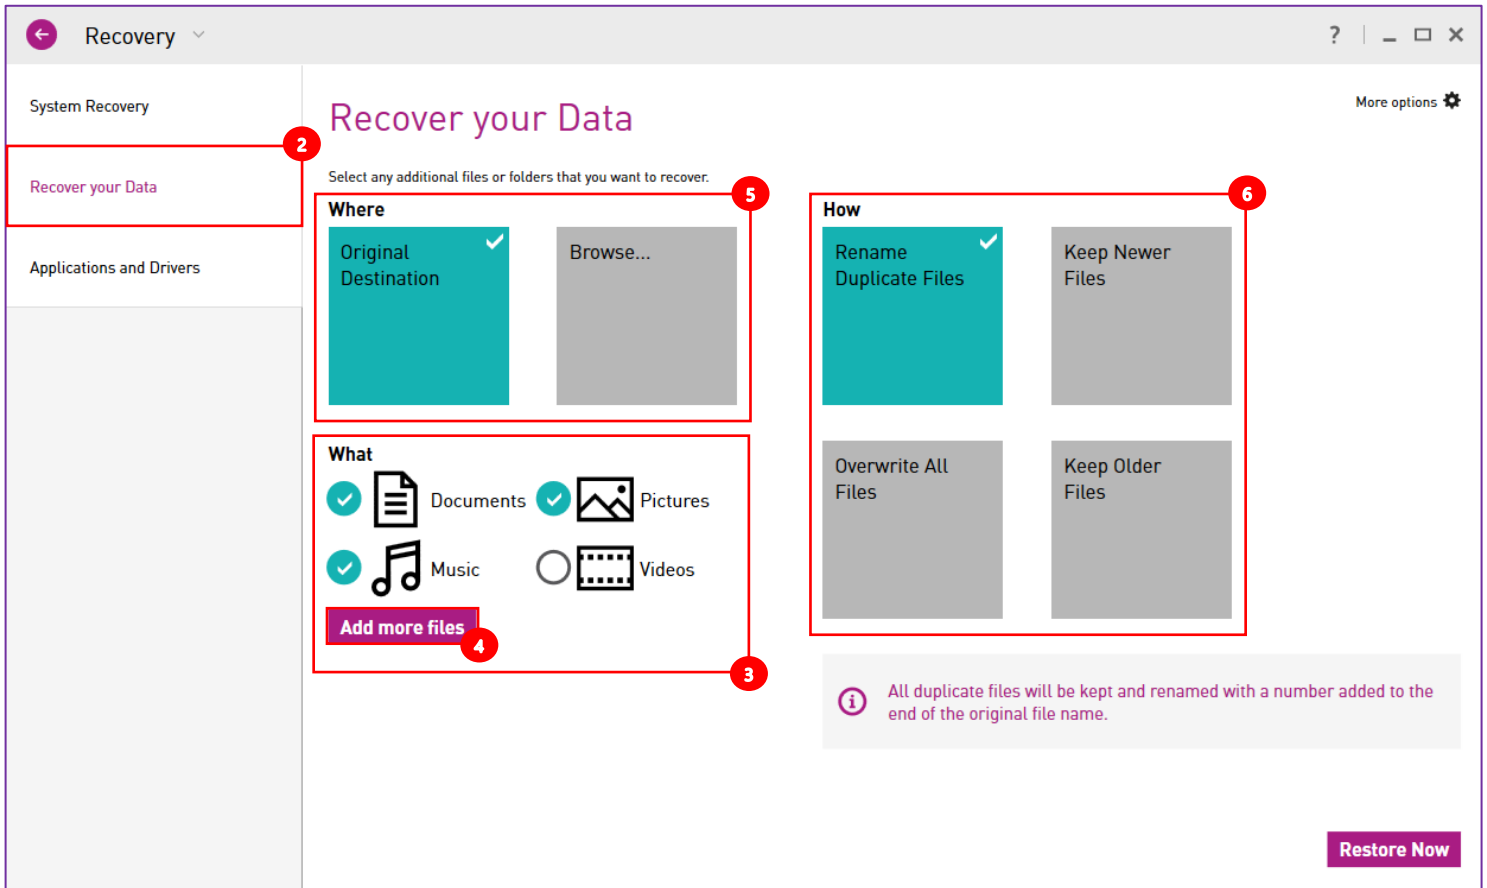 Recovery
?
System Recovery
Recover your Data
Applications and Drivers
2
More options
Recover your Data
Select any additional files or folders that you want to recover.
5
Where
Original
Destination
Browse...
What
Documents
Pictures
Music
Videos
Add more files
4
3
6
How
Rename
Duplicate Files
Keep Newer
Files
Overwrite All
Files
Keep Older
Files
All duplicate files will be kept and renamed with a number added to the
end of the original file name.
Restore Now